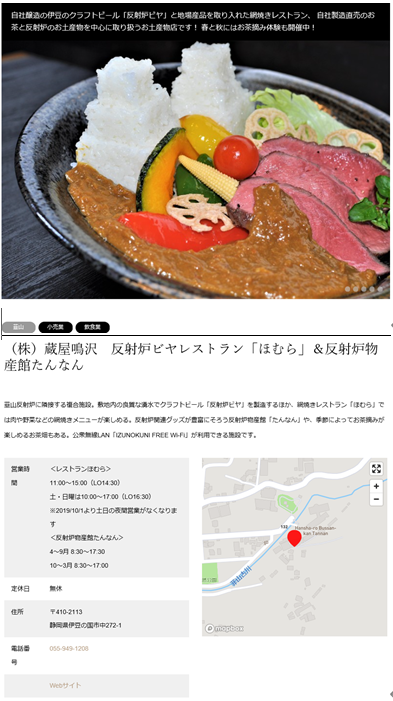 自社醸造の伊豆のクラフトビール「反射炉ビヤ」と地場産品を取り入れた網焼きレストラン、 自社製造直売のお
茶と反射炉のお土産物を中心に取り扱うお土産物店です！ 春と秋にはお茶摘み体験も開催中！
韮山
小売業
飲食業
（株）蔵屋鳴沢　反射炉ビヤレストラン「ほむら」＆反射炉物
産館たんなん
韮山反射炉に隣接する複合施設。敷地内の良質な湧水でクラフトビール「反射炉ビヤ」を製造するほか、網焼きレストラン「ほむら」で
は肉や野菜などの網焼きメニューが楽しめる。反射炉関連グッズが豊富にそろう反射炉物産館「たんなん」や、季節によってお茶摘みが
楽しめるお茶畑もある。公衆無線LAN「IZUNOKUNI FREE Wi-Fi」が利用できる施設です。
営業時
間
＜レストランほむら＞
11:00～15:00（LO14:30）
土・日曜は10:00～17:00（LO16:30）
※2019/10/1より土日の夜間営業がなくなりま
す
＜反射炉物産館たんなん＞
4～9月 8:30～17:30
10～3月 8:30～17:00
定休日
無休
住所
〒410-2113
静岡県伊豆の国市中272-1
電話番
号
055-949-1208
Webサイト
+
−
132
Hansha-ro Bussan-
kan Tannan
韮山古川
mapbox